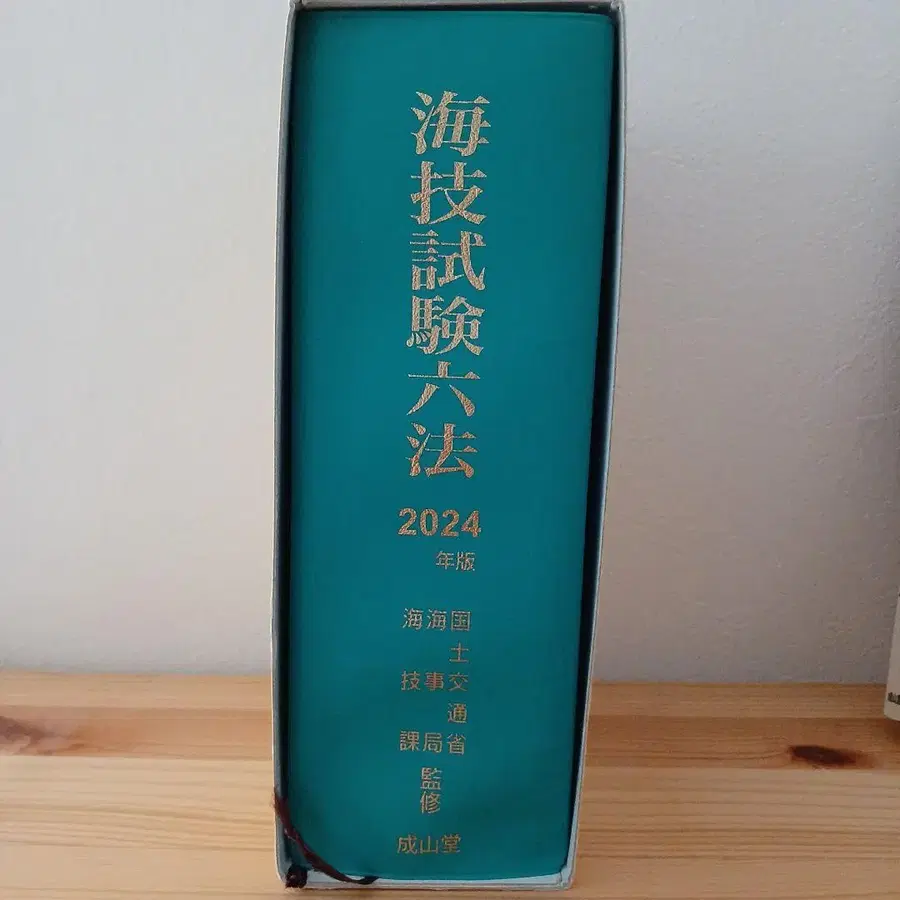 海技試験六法
2024
年版
国土交通省
海事局
海技課
監修
成山堂